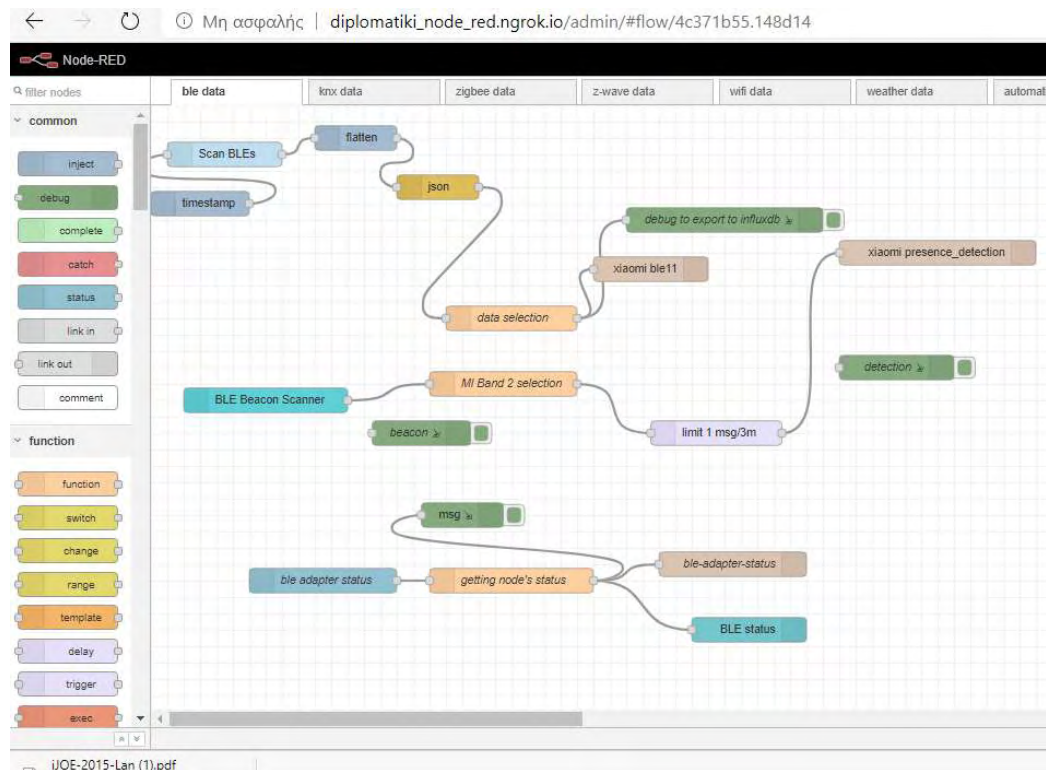 Μη ασφαλής | diplomatiki_node_red.ngrok.io/admin/#flow/4c371b55.148d14
Node-RED
filter nodes
ble data
knx data
zigbee data
z-wave data
wifi data
weather data
automat
common
inject
debug
complete
catch
status
link in
link out
comment
function
function
switch
change
range
template
delay
trigger
exec
Scan BLEs
flatten
timestamp
json
debug to export to influxdb
xiaomi presence_detection
xiaomi ble11
data selection
detection
MI Band 2 selection
BLE Beacon Scanner
beacon
limit 1 msg/3m
msg
ble adapter status
getting node's status
ble-adapter-status
BLE status
iJOE-2015-Lan (1).pdf